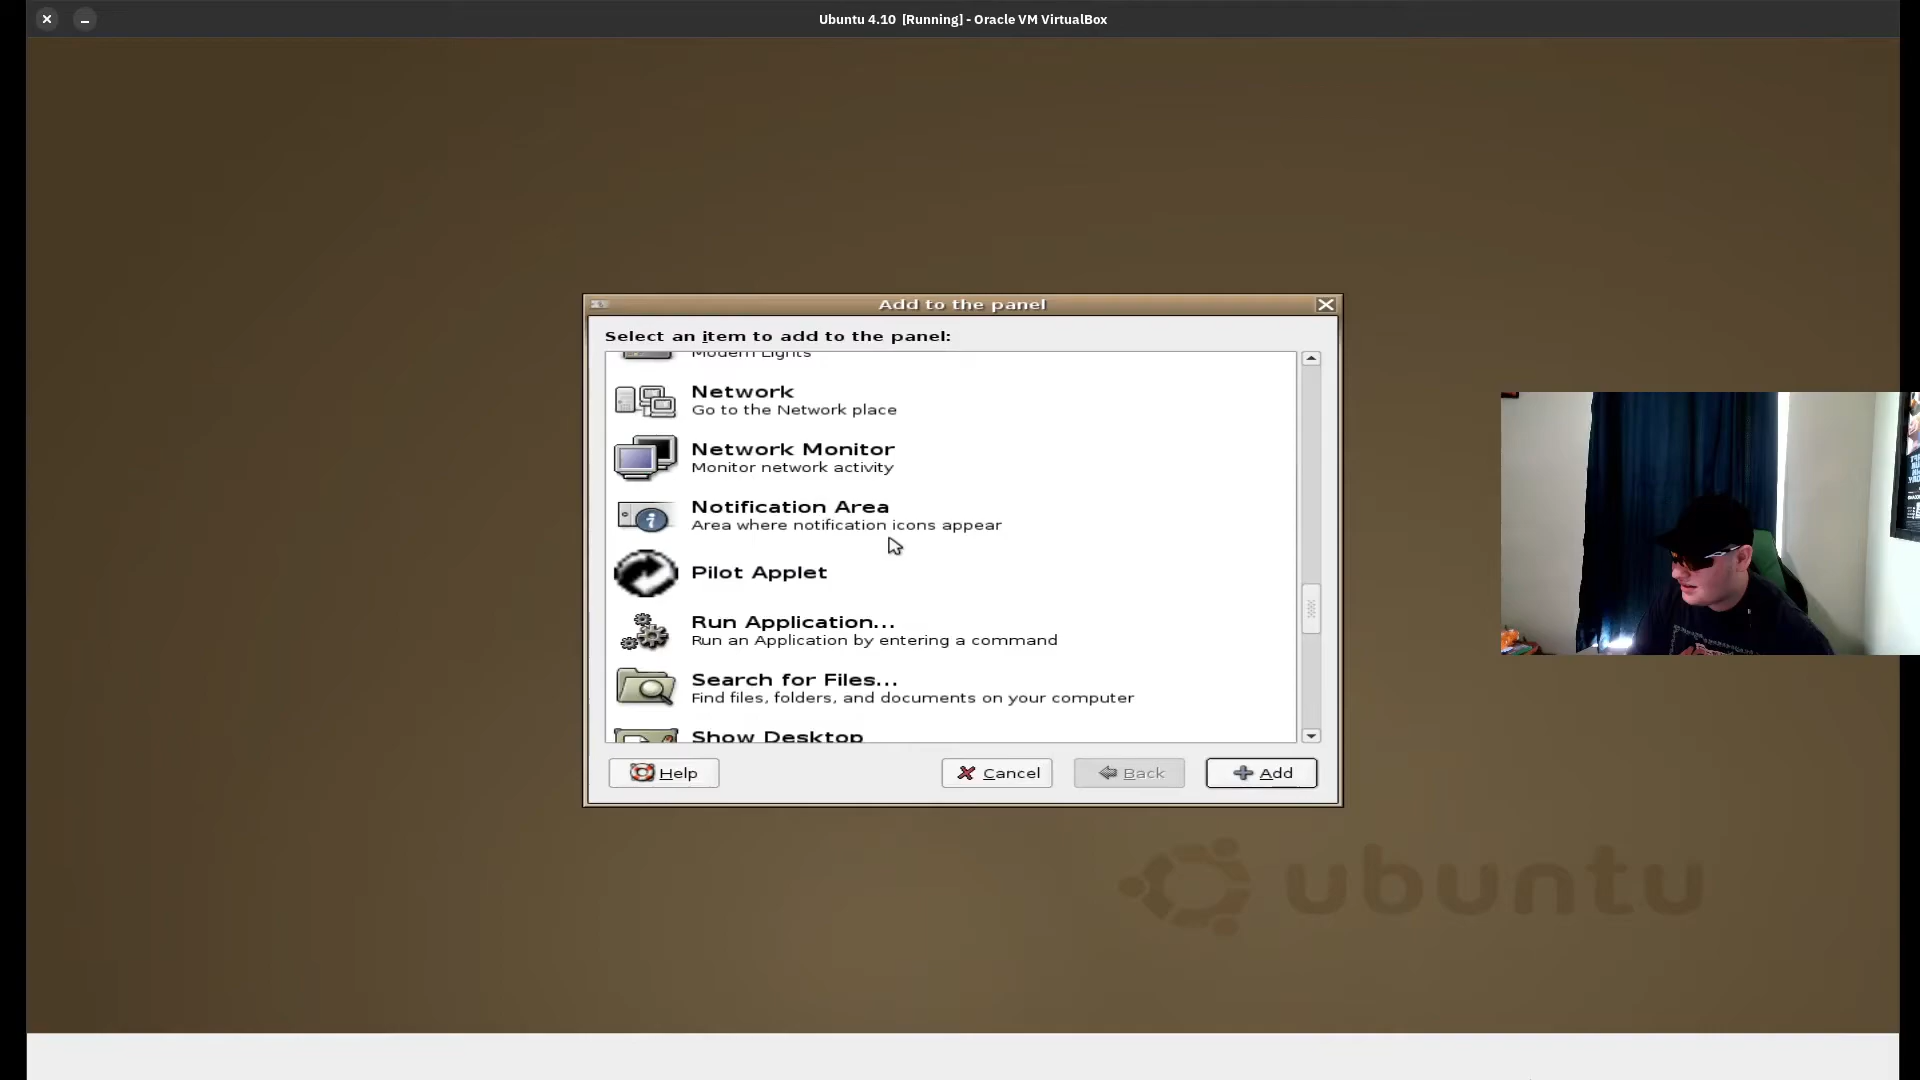 Ubuntu 4.10 [Running] - Oracle VM VirtualBox
Add to the panel
Select an item to add to the panel:
Modern Lights
Network
Go to the Network place
Network Monitor
Monitor network activity
Notification Area
Area where notification icons appear
Pilot Applet
Run Application...
Run an Application by entering a command
Search for Files...
Find files, folders, and documents on your computer
Show Desktop
Help
Cancel
Back
Add
ubuntu